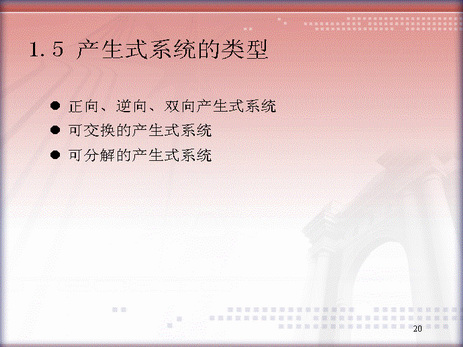 1.5 产生式系统的类型
● 正向、逆向、双向产生式系统
● 可交换的产生式系统
● 可分解的产生式系统
20